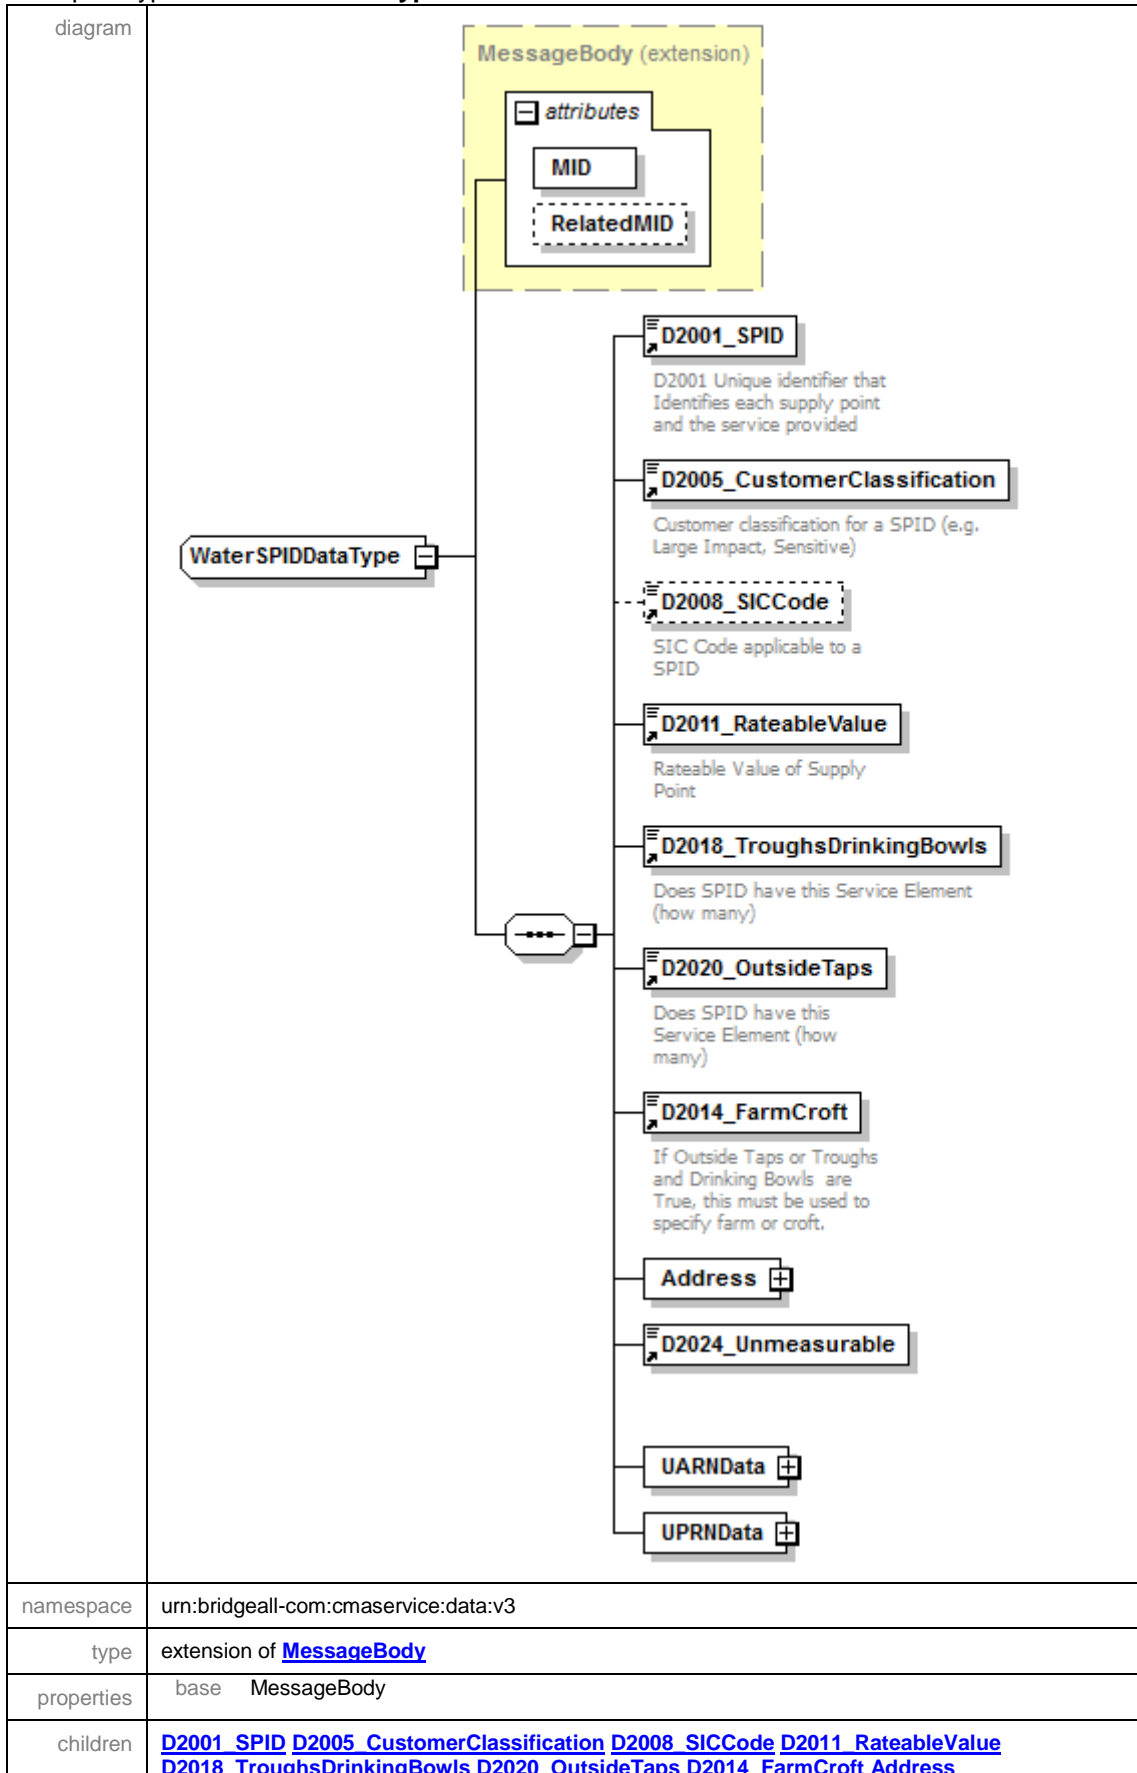 diagram
MessageBody (extension)
attributes
MID
RelatedMID
D2001_SPID
D2001 Unique identifier that
Identifies each supply point
and the service provided
D2005_CustomerClassification
Customer classification for a SPID (e.g.
Large Impact, Sensitive)
WaterSPIDDataType
D2008_SICCode
SIC Code applicable to a
SPID
D2011_RateableValue
Rateable Value of Supply
Point
D2018_TroughsDrinkingBowls
Does SPID have this Service Element
(how many)
D2020_OutsideTaps
Does SPID have this
Service Element (how
many)
D2014_FarmCroft
If Outside Taps or Troughs
and Drinking Bowls are
True, this must be used to
specify farm or croft.
Address
D2024_Unmeasurable
UARNData
UPRNData
namespace urn:bridgeall-com:cmaservice:data:v3
type extension of MessageBody
properties base MessageBody
children D2001_SPID D2005_CustomerClassification D2008_SICCode D2011_RateableValue
D2018_TroughsDrinkingBowls D2020_OutsideTaps D2014_FarmCroft Address